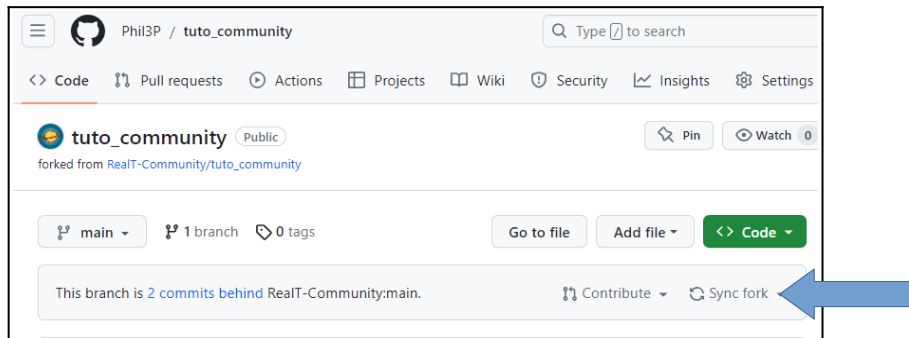 Phil3P / tuto_community Type / to search
<> Code Pull requests Actions Projects Wiki Security Insights Settings
tuto_community Public Pin Watch 0
forked from RealT-Community/tuto_community
main 1 branch 0 tags Go to file Add file <> Code
This branch is 2 commits behind RealT-Community:main. Contribute Sync fork